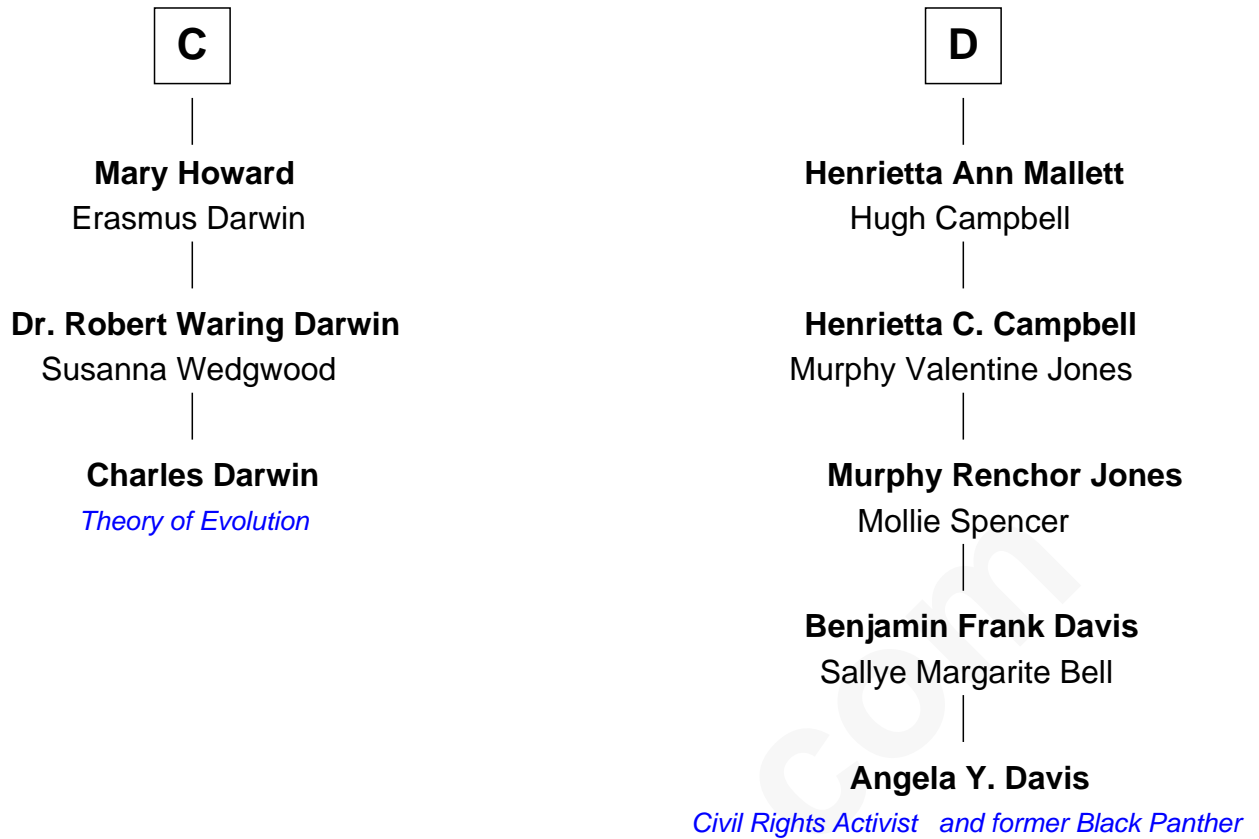 C
Mary Howard
Erasmus Darwin
Dr. Robert Waring Darwin
Susanna Wedgwood
Charles Darwin
Theory of Evolution
D
Henrietta Ann Mallett
Hugh Campbell
Henrietta C. Campbell
Murphy Valentine Jones
Murphy Renchor Jones
Mollie Spencer
Benjamin Frank Davis
Sallye Margarite Bell
Angela Y. Davis
Civil Rights Activist and former Black Panther
com